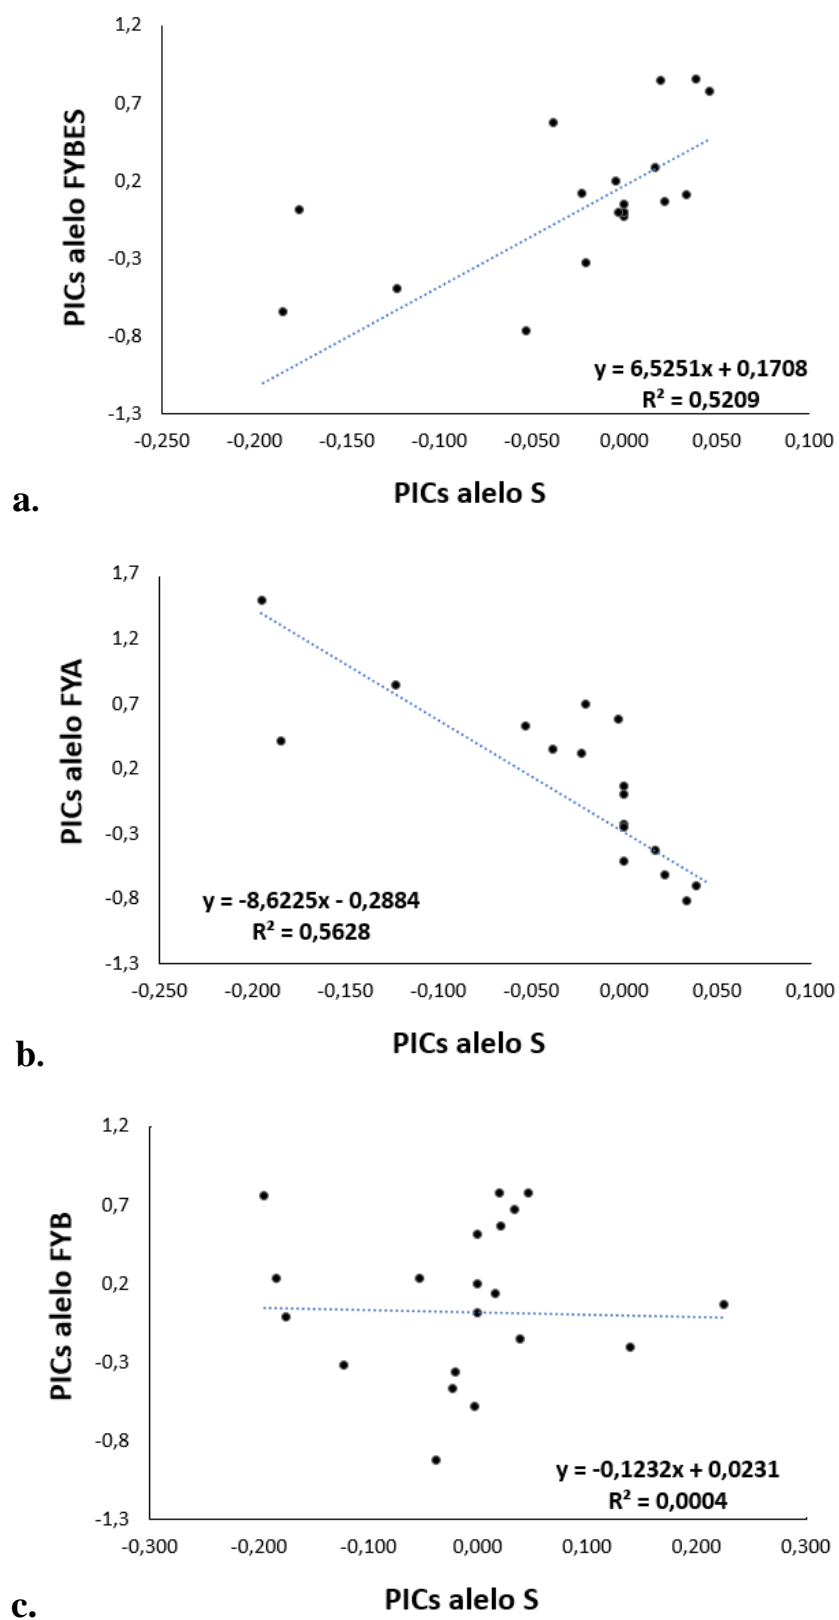 1,2
0,7
0,2
-0,3
-0,8
-1,3
PICs alelo FYBES
y = 6,5251x + 0,1708
R² = 0,5209
-0,250 -0,200 -0,150 -0,100 -0,050 0,000 0,050 0,100
PICs alelo S
a.
1,7
1,2
0,7
0,2
-0,3
-0,8
-1,3
PICs alelo FYA
y = -8,6225x - 0,2884
R² = 0,5628
-0,250 -0,200 -0,150 -0,100 -0,050 0,000 0,050 0,100
PICs alelo S
b.
1,2
0,7
0,2
-0,3
-0,8
-1,3
PICs alelo FYB
y = -0,1232x + 0,0231
R² = 0,0004
-0,300 -0,200 -0,100 0,000 0,100 0,200 0,300
PICs alelo S
c.